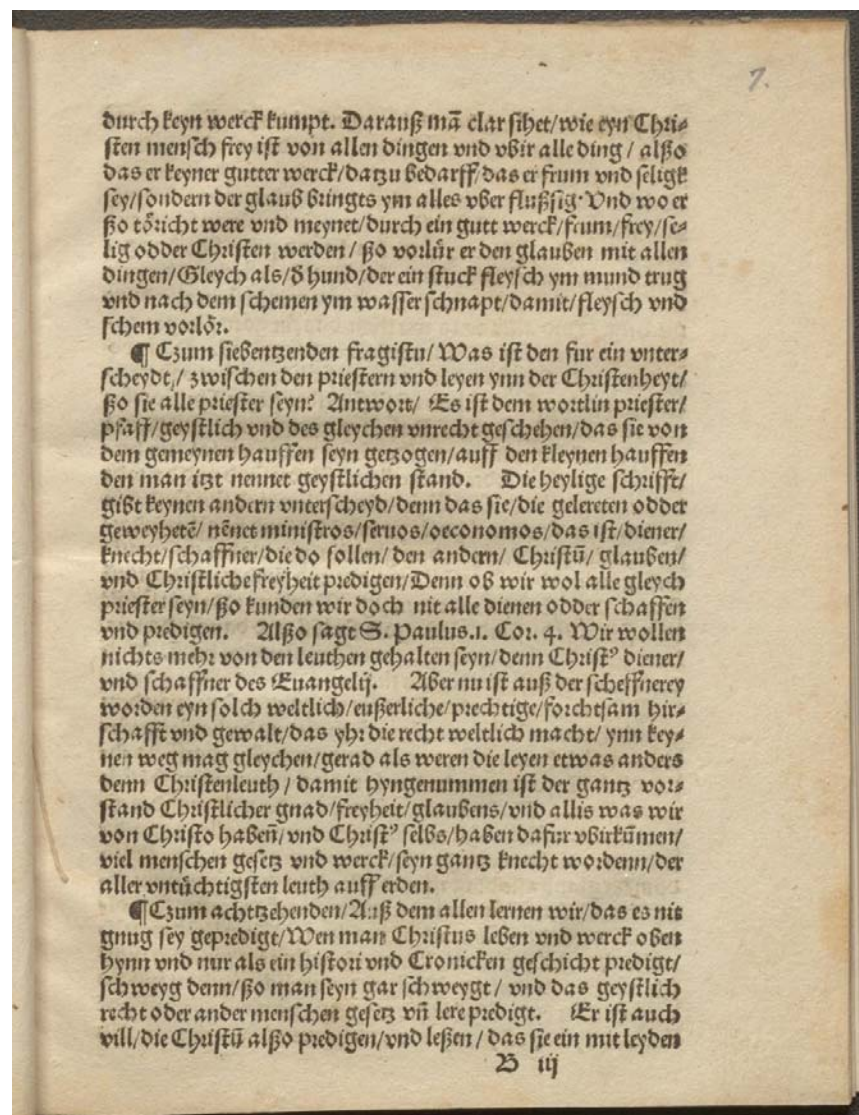 7.
durch keyn werck kumpt. Darauß mā clar sihet/wie eyn Chri⸗
sten mensch frey ist von allen dingen vnd vbir alle ding / alßo
das er keyner gutter werck/datzu bedarff/das er frum vnd seligk
sey/sondern der glaub bringts ym alles vber flußsig. Vnd wo er
ßo tôricht were vnd meynet/durch ein gutt werck/frum/frey/se⸗
lig odder Christen werden / ßo vorlür er den glauben mit allen
dingen/Gleych als/d̄ hund/der ein stuck fleysch ym mund trug
vnd nach dem schemen ym wasser schnapt/damit/fleysch vnd
schem vorlôr.
¶ Czum siebentzenden fragistu/ Was ist den fur ein vnter⸗
scheydt/ zwischen den priestern vnd leyen ynn der Christenheyt/
ßo sie alle priester seyn? Antwort/ Es ist dem wortlin priester/
pfaff/geystlich vnd des gleychen vnrecht geschehen/das sie von
dem gemeynen hauffen seyn getzogen/auff den kleynen hauffen
den man itzt nennet geystlichen stand. Die heylige schrifft/
gibt keynen andern vnterscheyd/denn das sie/die gelereten odder
geweyhetē/ nēnet ministros/seruos/oeconomos/das ist/diener/
knecht/schaffner/die do sollen/ den andern/ Christū/ glauben/
vnd Christliche freyheit predigen/Denn ob wir wol alle gleych
priester seyn/ßo kunden wir doch nit alle dienen odder schaffen
vnd predigen. Alßo sagt S. Paulus.1. Cor. 4. Wir wollen
nichts mehr von den leuthen gehalten seyn/denn Christꝰ diener/
vnd schaffner des Euangelij. Aber nu ist auß der scheffnerey
worden eyn solch weltlich/eußerliche/prechtige/forchtsam hir⸗
schafft vnd gewalt/das yhr die recht weltlich macht/ ynn key⸗
nen weg mag gleychen/gerad als weren die leyen etwas anders
denn Christenleuth / damit hyngenummen ist der gantz vor⸗
stand Christlicher gnad/freyheit/glaubens/vnd allis was wir
von Christo habeñ/vnd Christꝰ selbs/haben dafur vbirkūmen/
viel menschen gesetz vnd werck/seyn gantz knecht wordenn/der
aller vntüchtigsten leuth auff erden.
¶Czum achtzehenden/Auß dem allen lernen wir/das es nit
gnug sey gepredigt/Wen man Christus leben vnd werck oben
hynn vnd nur als ein histori vnd Cronicken geschicht predigt/
schweyg denn/ßo man seyn gar schweygt / vnd das geystlich
recht oder ander menschen gesetz vñ lere predigt. Er ist auch
vill/die Christū alßo predigen/vnd leßen / das sie ein mit leyden
B iij